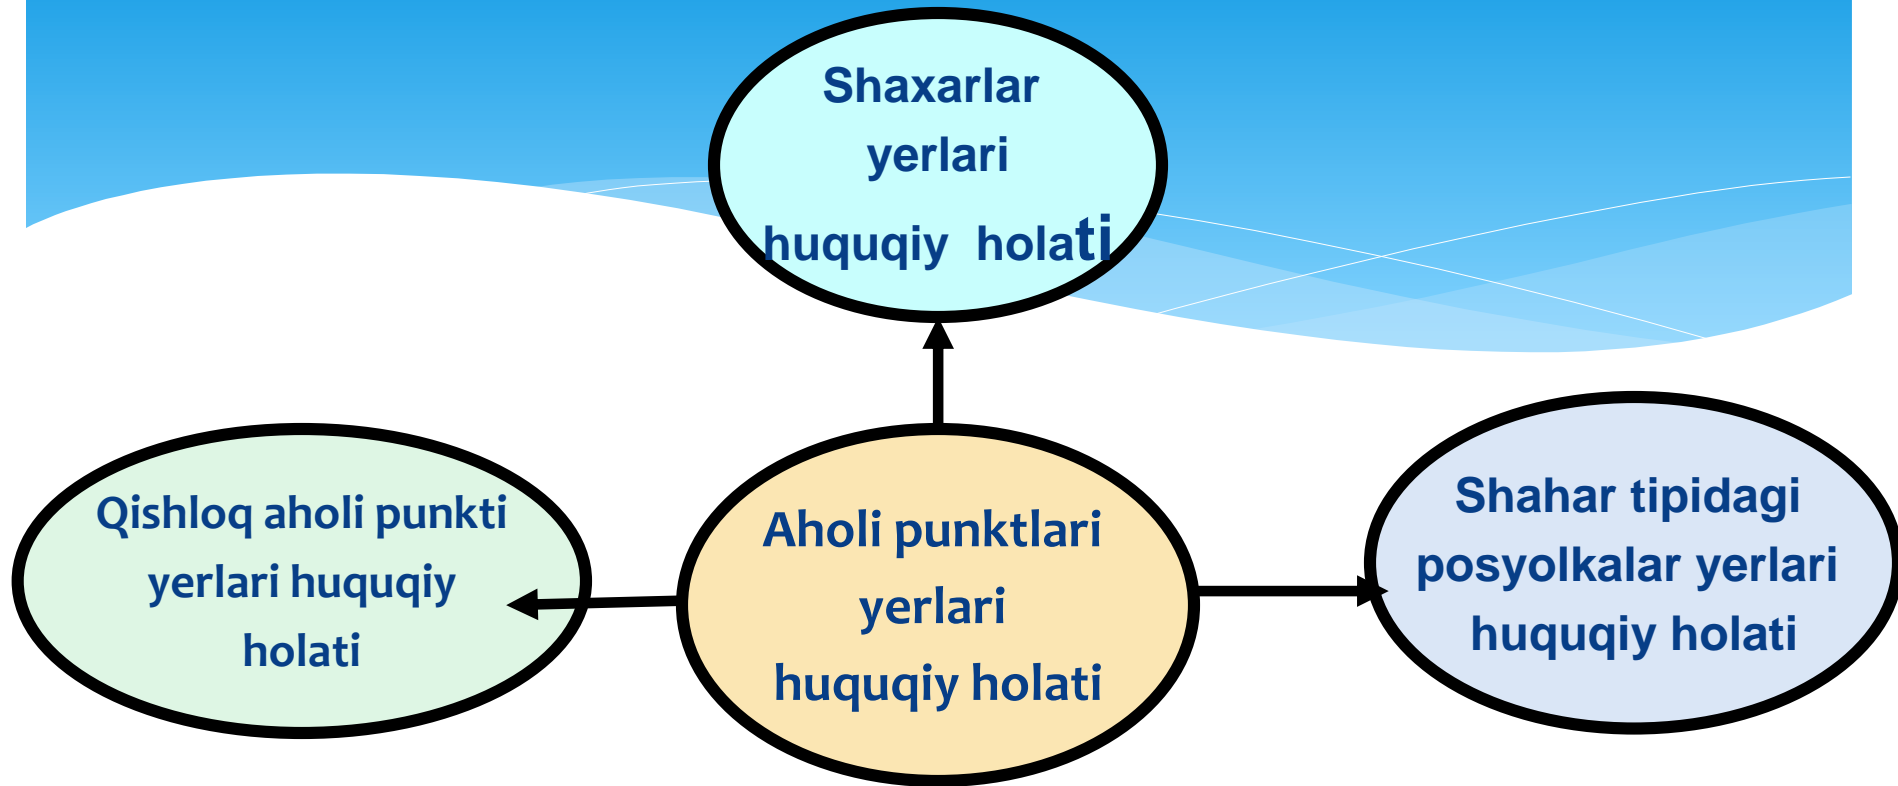 Shaxarlar
yerlari
huquqiy holati
Qishloq aholi punkti
yerlari huquqiy
holati
Aholi punktlari
yerlari
huquqiy holati
Shahar tipidagi
posyolkalar yerlari
huquqiy holati